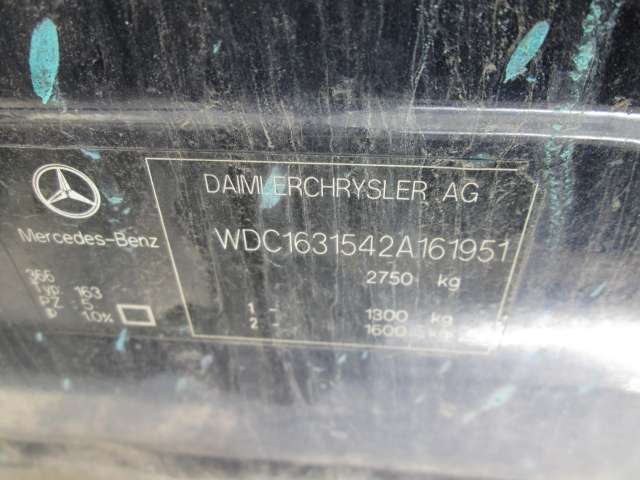 Mercedes-Benz
366
TYP: 163
PZ 5
1.0%
DAIMLERCHRYSLER AG
WDC1631542A161951
2750 kg
1 - 1300 kg
2 - 1600 kg